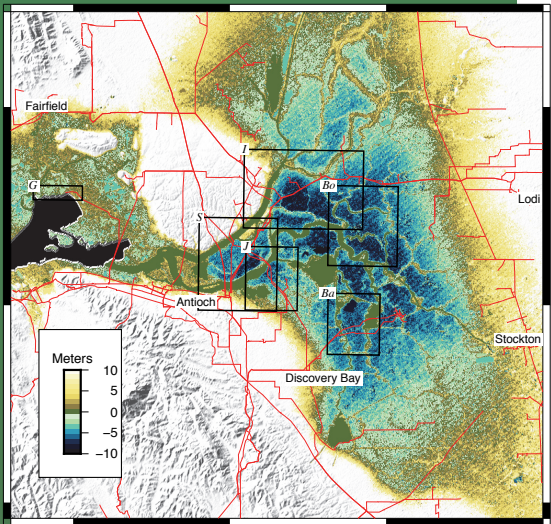 Fairfield
I
G
Bo
Lodi
S
J
Antioch
Ba
Stockton
Discovery Bay
Meters
10
5
0
−5
−10